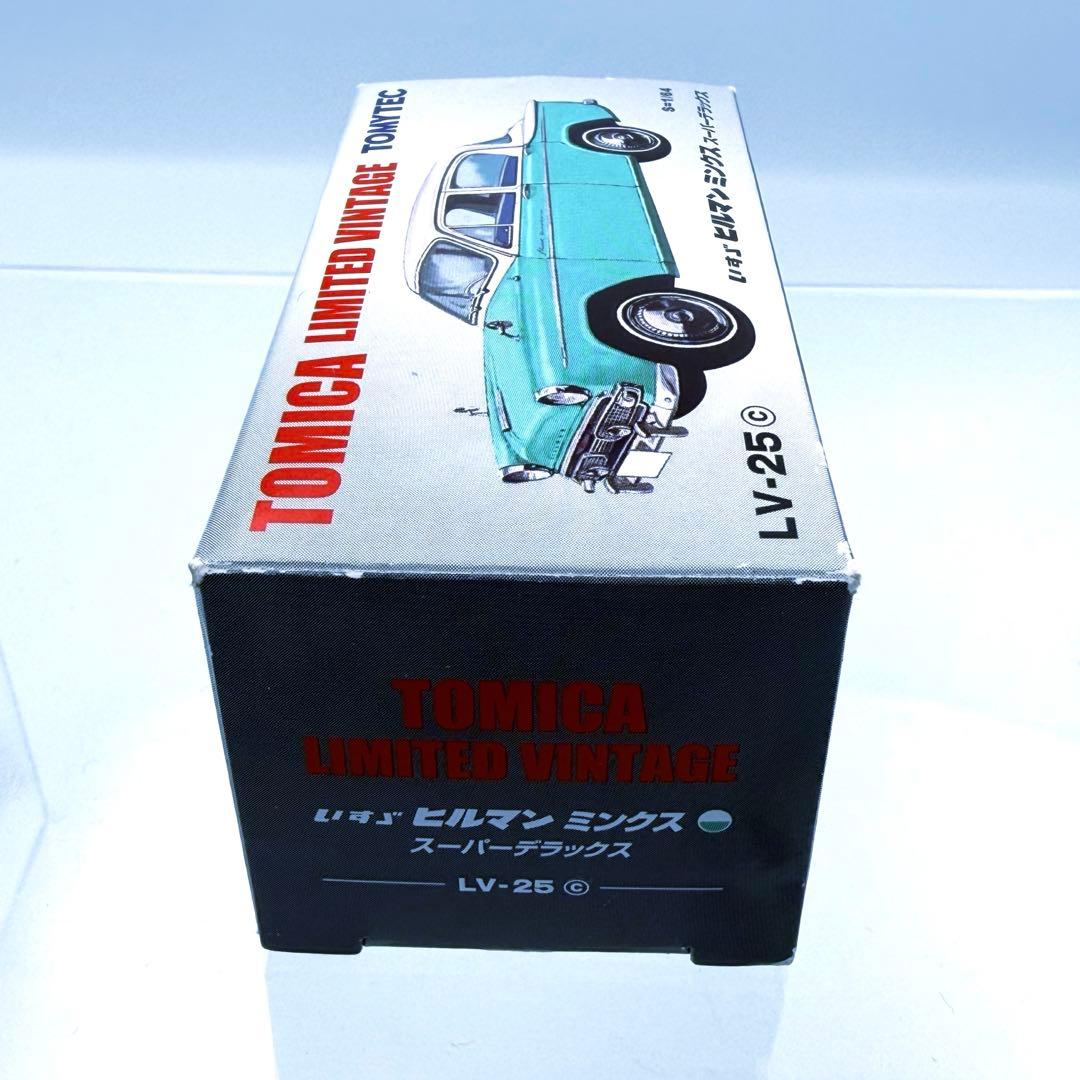 TOMICA LIMITED VINTAGE TOMYTEC
S=1/64
いすゞ ヒルマン ミンクス スーパーデラックス
LV-25 ©
TOMICA
LIMITED VINTAGE
いすゞ ヒルマン ミンクス
スーパーデラックス
LV-25 ©